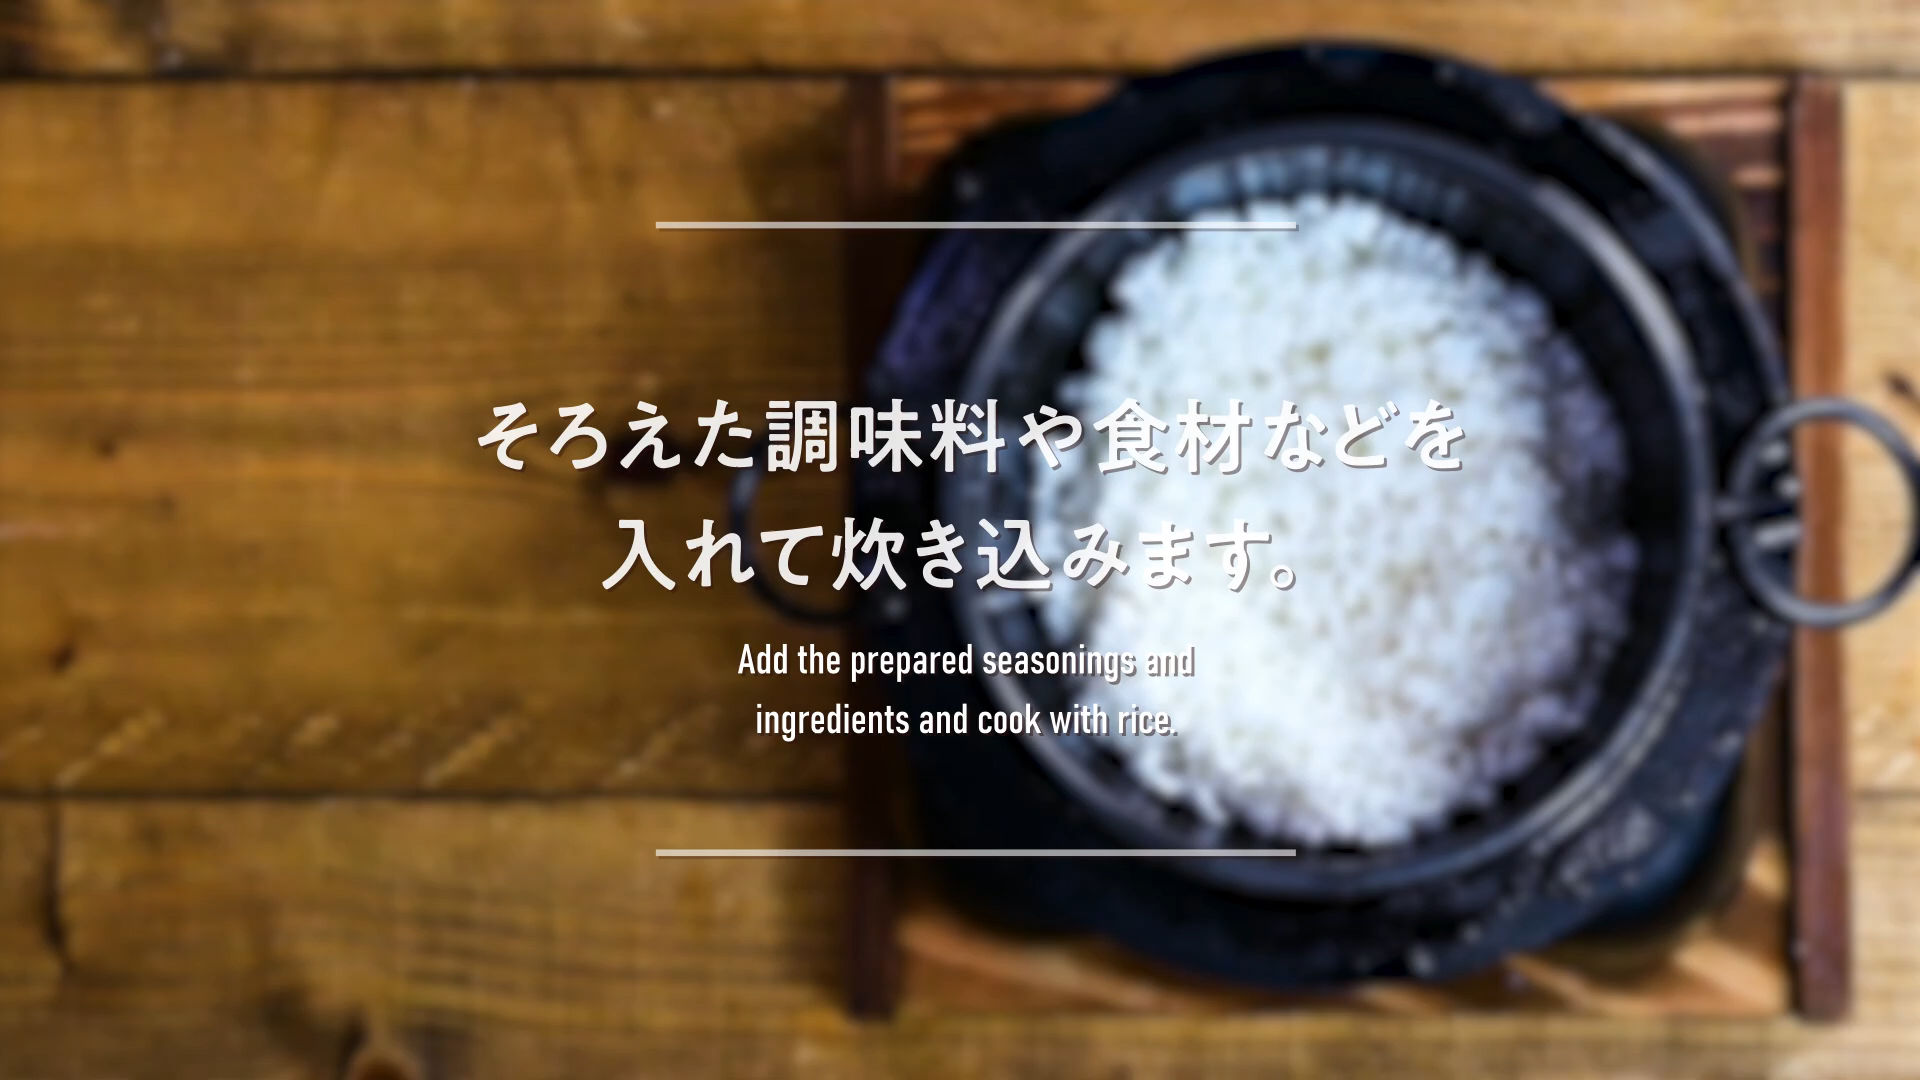 そろえた調味料や食材などを
入れて炊き込みます。
Add the prepared seasonings and
ingredients and cook with rice.